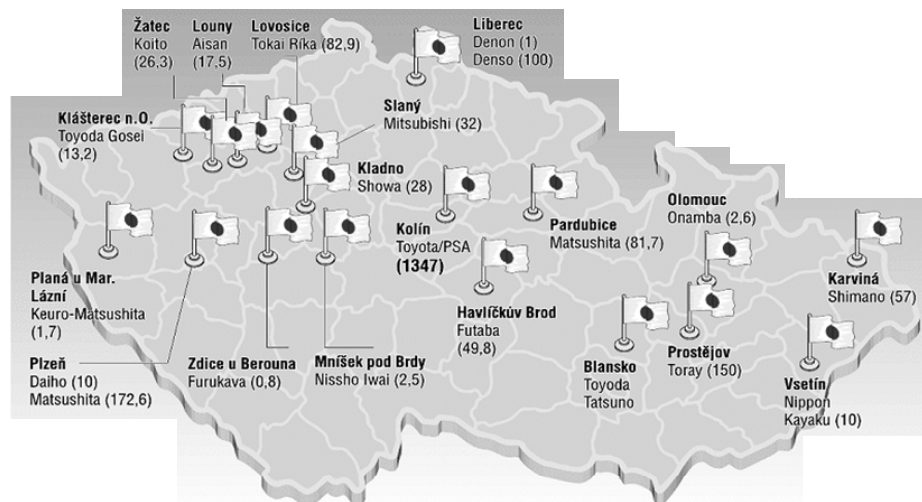 Žatec
Koito
(26,3)
Louny
Aisan
(17,5)
Lovosice
Tokai Ríka (82,9)
Liberec
Denon (1)
Denso (100)
Klášterec n.O.
Toyoda Gosei
(13,2)
Slaný
Mitsubishi (32)
Kladno
Showa (28)
Kolín
Toyota/PSA
(1347)
Pardubice
Matsushita (81,7)
Olomouc
Onamba (2,6)
Karviná
Shimano (57)
Planá u Mar.
Lázní
Keuro-Matsushita
(1,7)
Havlíčkův Brod
Futaba
(49,8)
Plzeň
Daiho (10)
Matsushita (172,6)
Zdice u Berouna
Furukava (0,8)
Mníšek pod Brdy
Nissho Iwai (2,5)
Blansko
Toyoda
Tatsuno
Prostějov
Toray (150)
Vsetín
Nippon
Kayaku (10)